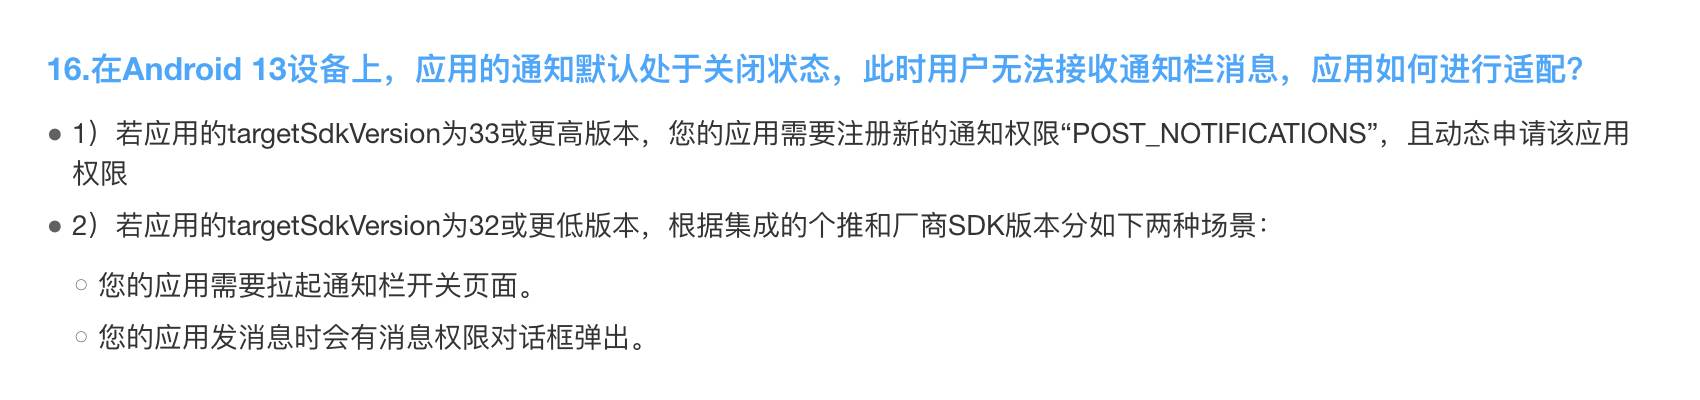 16.在Android 13设备上，应用的通知默认处于关闭状态，此时用户无法接收通知栏消息，应用如何进行适配？
● 1）若应用的targetSdkVersion为33或更高版本，您的应用需要注册新的通知权限“POST_NOTIFICATIONS”，且动态申请该应用
权限
● 2）若应用的targetSdkVersion为32或更低版本，根据集成的个推和厂商SDK版本分如下两种场景：
○ 您的应用需要拉起通知栏开关页面。
○ 您的应用发消息时会有消息权限对话框弹出。